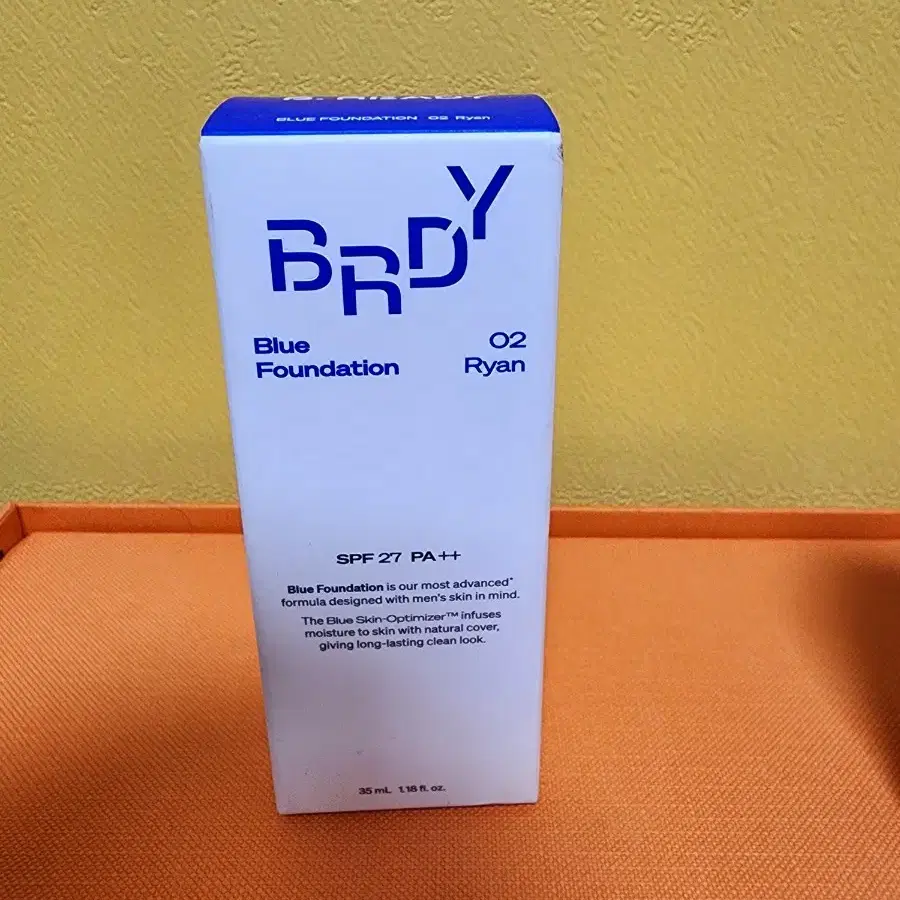 BLUE FOUNDATION 02 Ryan
BRDY
Blue Foundation
02 Ryan
SPF 27 PA++
Blue Foundation is our most advanced*
formula designed with men's skin in mind.
The Blue Skin-Optimizer™ infuses
moisture to skin with natural cover,
giving long-lasting clean look.
35 mL 1.18 fl. oz.